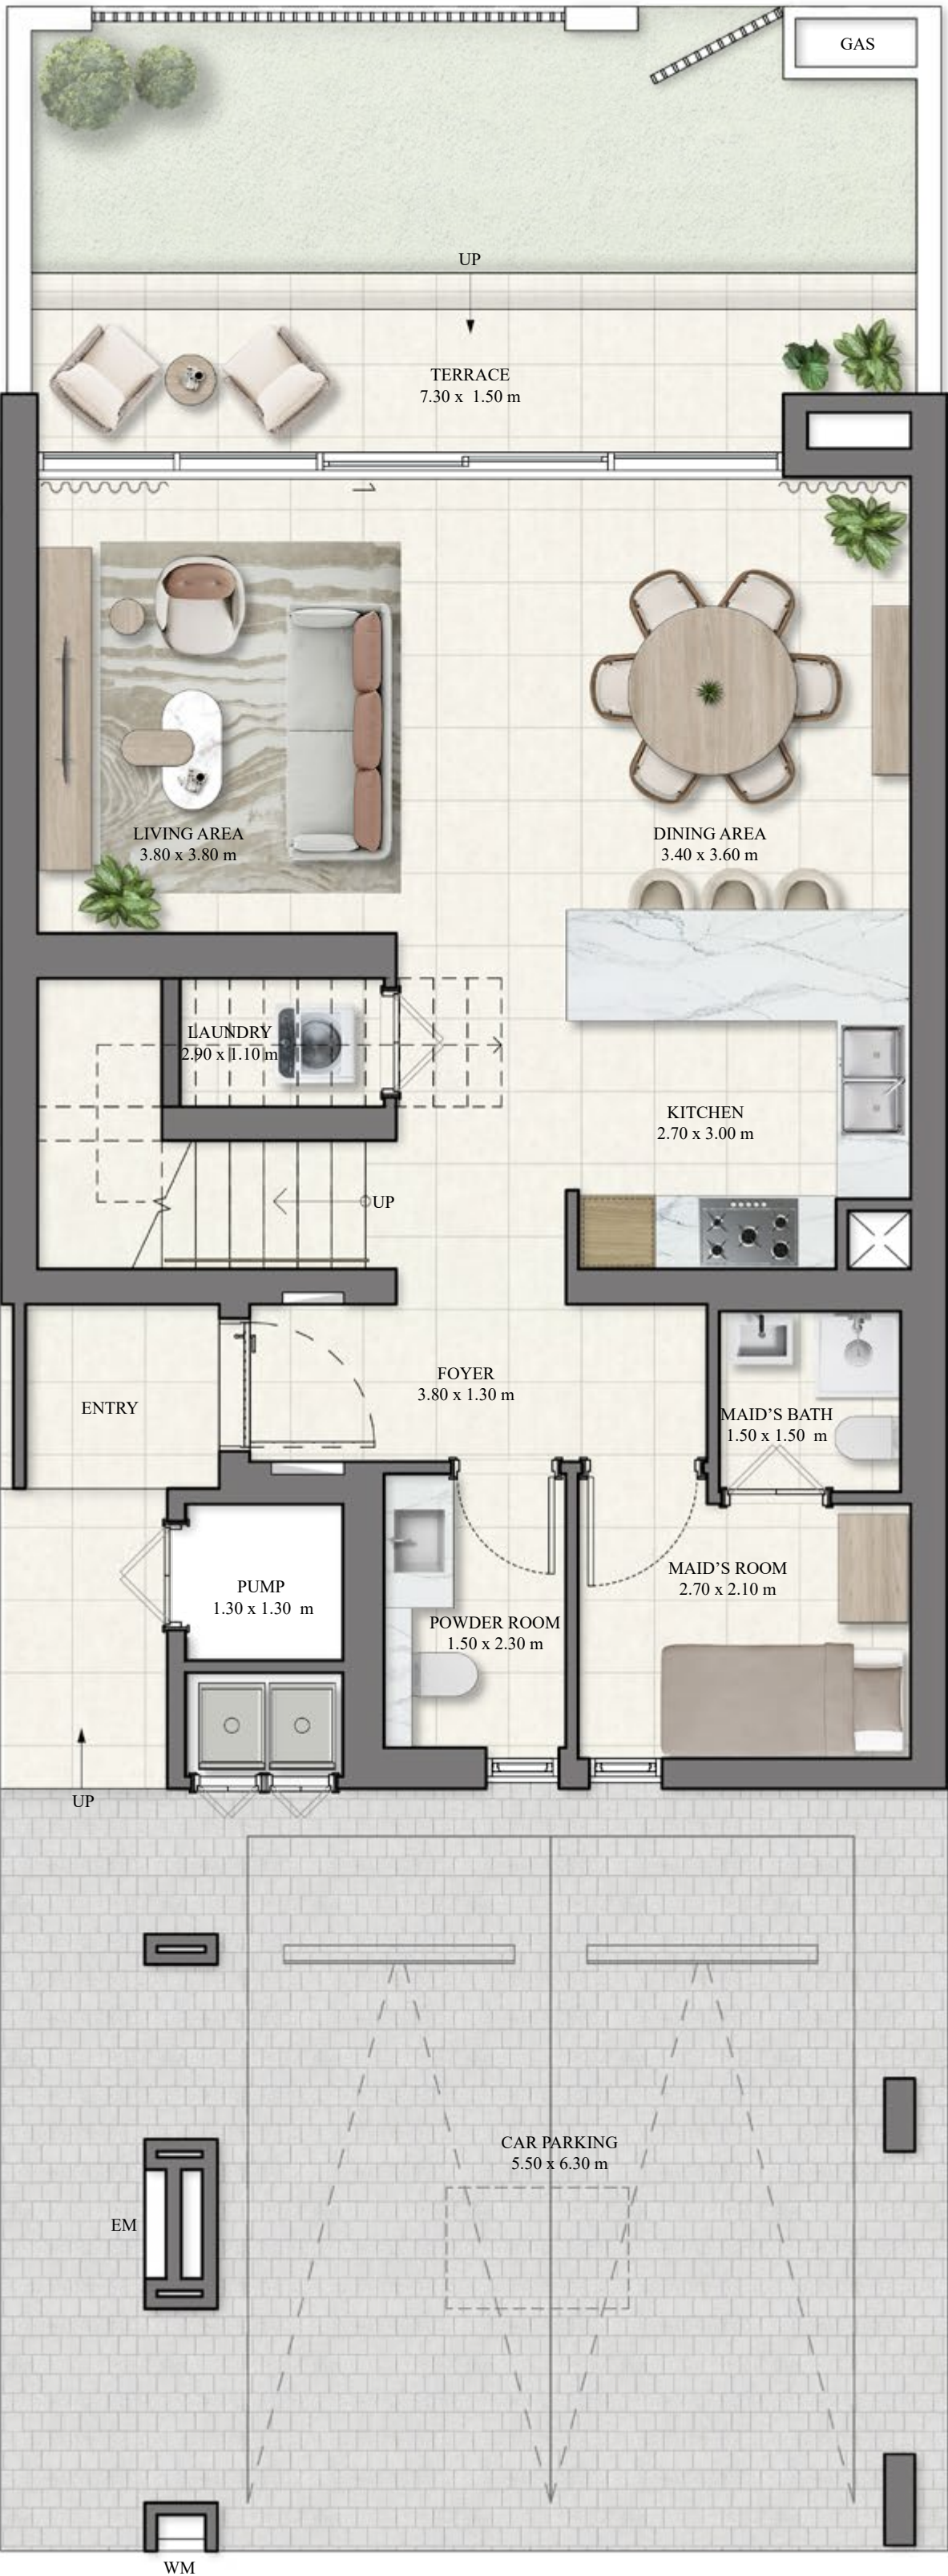 GAS
UP
TERRACE
7.30 x 1.50 m
LIVING AREA
3.80 x 3.80 m
DINING AREA
3.40 x 3.60 m
LAUNDRY
2.90 x 1.10 m
KITCHEN
2.70 x 3.00 m
UP
FOYER
3.80 x 1.30 m
ENTRY
MAID'S BATH
1.50 x 1.50 m
MAID'S ROOM
2.70 x 2.10 m
PUMP
1.30 x 1.30 m
POWDER ROOM
1.50 x 2.30 m
UP
CAR PARKING
5.50 x 6.30 m
EM
WM